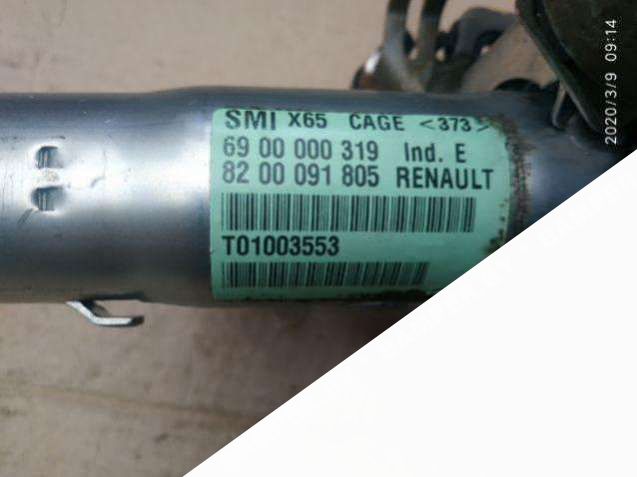 SMI X65 CAGE <373>
69 00 000 319 Ind. E
82 00 091 805 RENAULT
T01003553
2020/3/9 09:14